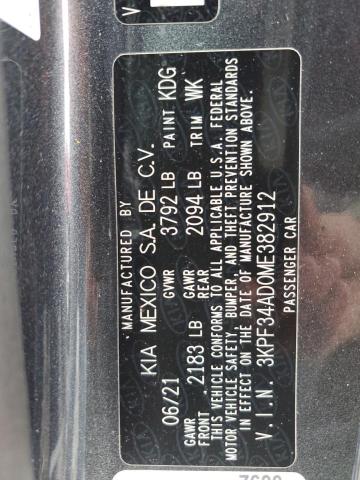 MANUFACTURED BY
KIA MEXICO S.A. DE C.V.
06/21 GVWR 3792 LB PAINT KDG
GAWR FRONT 2183 LB GAWR REAR 2094 LB TRIM WK
THIS VEHICLE CONFORMS TO ALL APPLICABLE U.S.A. FEDERAL
MOTOR VEHICLE SAFETY, BUMPER, AND THEFT PREVENTION STANDARDS
IN EFFECT ON THE DATE OF MANUFACTURE SHOWN ABOVE.
V.I.N. 3KPF34AD0ME382912
PASSENGER CAR